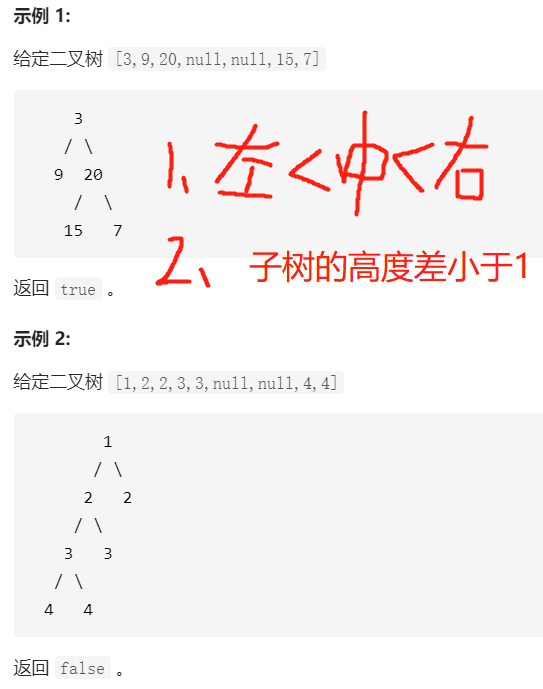 示例 1:
给定二叉树 [3,9,20,null,null,15,7]
3
/ \
9 20
/ \
15 7
1、左<中<右
2、子树的高度差小于1
返回 true 。
示例 2:
给定二叉树 [1,2,2,3,3,null,null,4,4]
1
/ \
2 2
/ \
3 3
/ \
4 4
返回 false 。